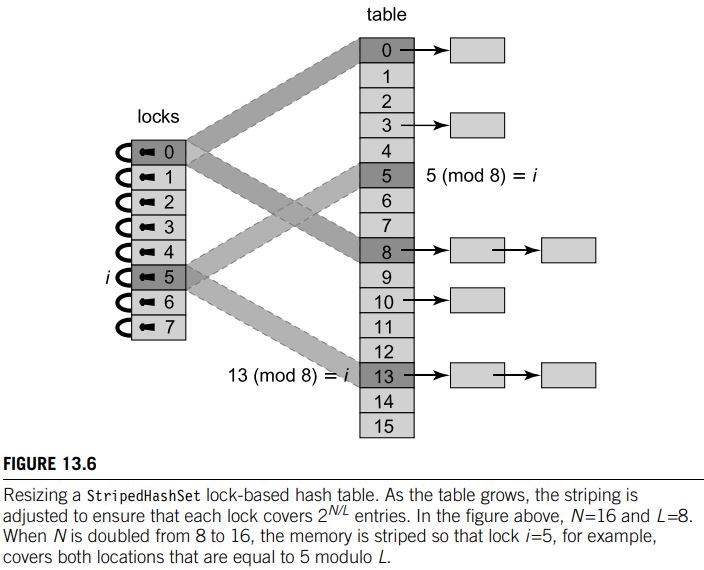 table
locks
0
1
2
3
4
5 5 (mod 8) = i
6
7
8
9
10
11
12
13 (mod 8) = i 13
14
15
0
1
2
3
4
i 5
6
7
FIGURE 13.6
Resizing a StripedHashSet lock-based hash table. As the table grows, the striping is
adjusted to ensure that each lock covers 2^{N/L} entries. In the figure above, N=16 and L=8.
When N is doubled from 8 to 16, the memory is striped so that lock i=5, for example,
covers both locations that are equal to 5 modulo L.